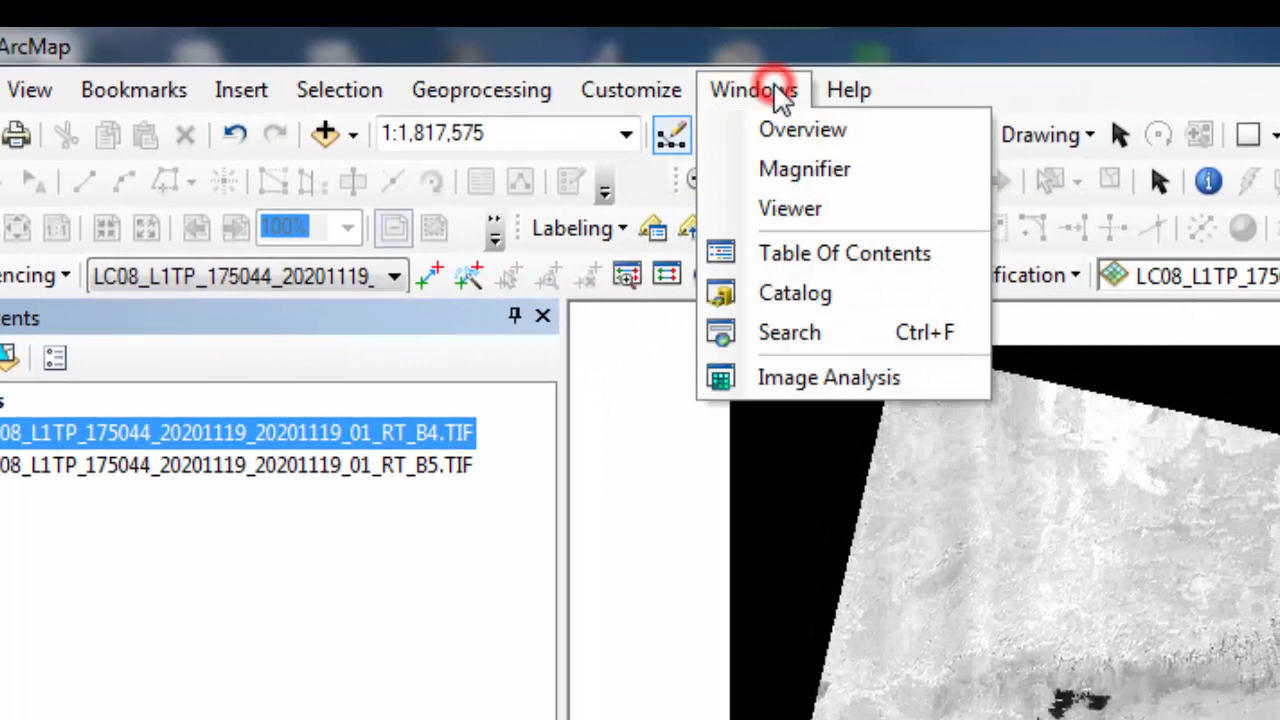 ArcMap
View Bookmarks Insert Selection Geoprocessing Customize Windows Help
1:1,817,575
Drawing
100%
Labeling
encing
LC08_L1TP_175044_20201119_
ification
LC08_L1TP_175
ents
s
08_L1TP_175044_20201119_20201119_01_RT_B4.TIF
08_L1TP_175044_20201119_20201119_01_RT_B5.TIF
Overview
Magnifier
Viewer
Table Of Contents
Catalog
Search Ctrl+F
Image Analysis